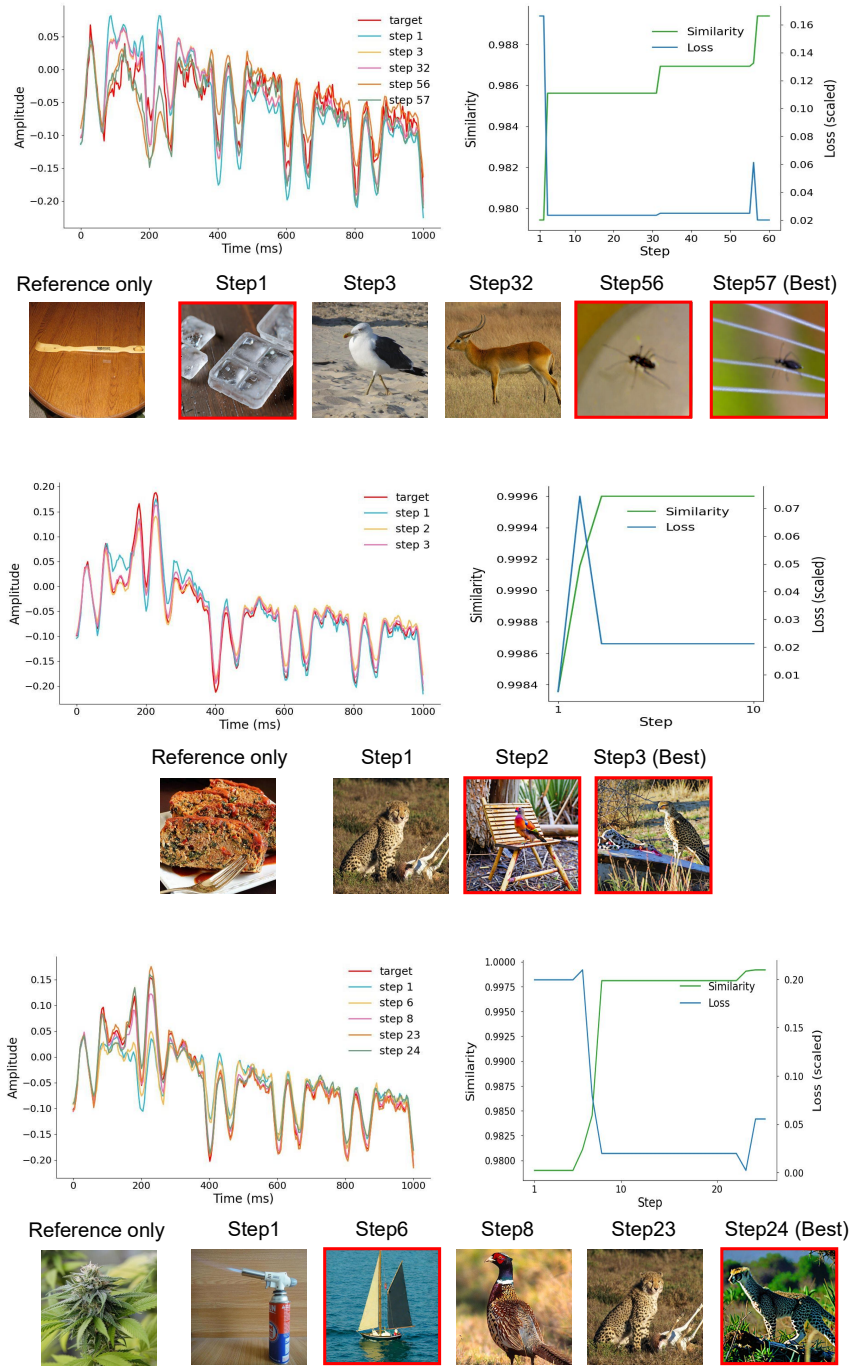 target
step 1
step 3
step 32
step 56
step 57
0.05
0.00
−0.05
−0.10
−0.15
−0.20
Amplitude
0 200 400 600 800 1000
Time (ms)
Similarity
Loss
0.988
0.986
0.984
0.982
0.980
Similarity
0.16
0.14
0.12
0.10
0.08
0.06
0.04
0.02
Loss (scaled)
1 10 20 30 40 50 60
Step
Reference only Step1 Step3 Step32 Step56 Step57 (Best)
target
step 1
step 2
step 3
0.20
0.15
0.10
0.05
0.00
−0.05
−0.10
−0.15
−0.20
Amplitude
0 200 400 600 800 1000
Time (ms)
Similarity
Loss
0.9996
0.9994
0.9992
0.9990
0.9988
0.9986
0.9984
Similarity
0.07
0.06
0.05
0.04
0.03
0.02
0.01
Loss (scaled)
1 10
Step
Reference only Step1 Step2 Step3 (Best)
target
step 1
step 6
step 8
step 23
step 24
0.15
0.10
0.05
0.00
−0.05
−0.10
−0.15
−0.20
Amplitude
0 200 400 600 800 1000
Time (ms)
Similarity
Loss
1.0000
0.9975
0.9950
0.9925
0.9900
0.9875
0.9850
0.9825
0.9800
Similarity
0.20
0.15
0.10
0.05
0.00
Loss (scaled)
1 10 20
Step
Reference only Step1 Step6 Step8 Step23 Step24 (Best)